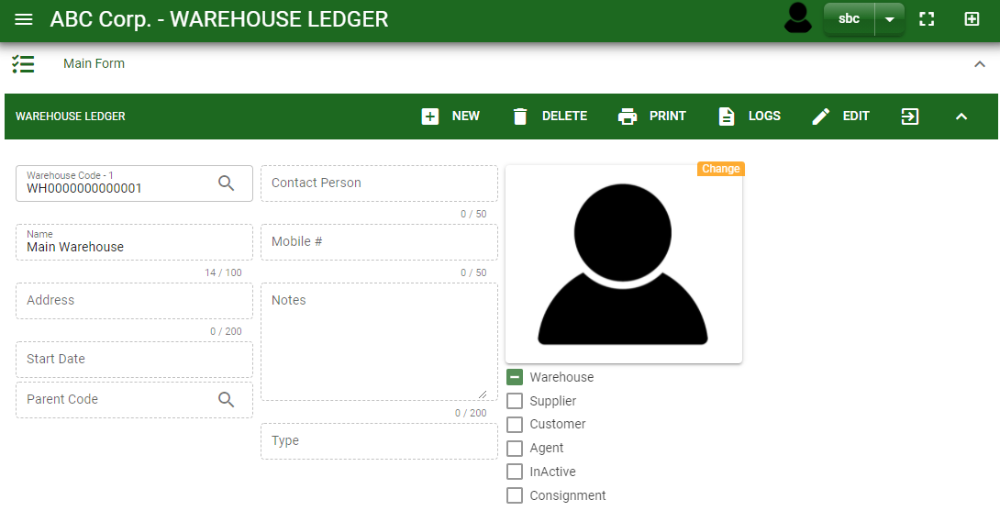 ABC Corp. - WAREHOUSE LEDGER
sbc
Main Form
WAREHOUSE LEDGER
NEW
DELETE
PRINT
LOGS
EDIT
Warehouse Code - 1
WH0000000000001
Name
Main Warehouse
14 / 100
Address
0 / 200
Start Date
Parent Code
Contact Person
0 / 50
Mobile #
0 / 50
Notes
0 / 200
Type
Change
Warehouse
Supplier
Customer
Agent
InActive
Consignment